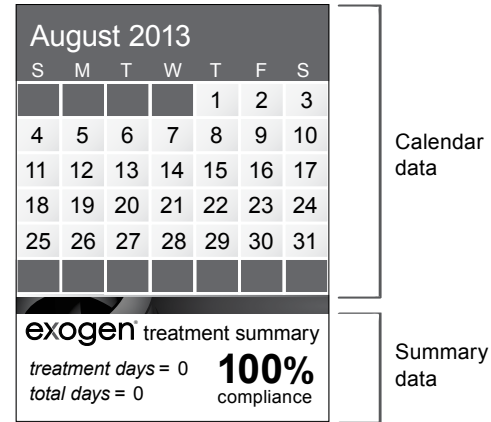 August 2013
S M T W T F S
1 2 3
4 5 6 7 8 9 10
11 12 13 14 15 16 17
18 19 20 21 22 23 24
25 26 27 28 29 30 31
Calendar
data
exogen® treatment summary
treatment days = 0
total days = 0
100%
compliance
Summary
data